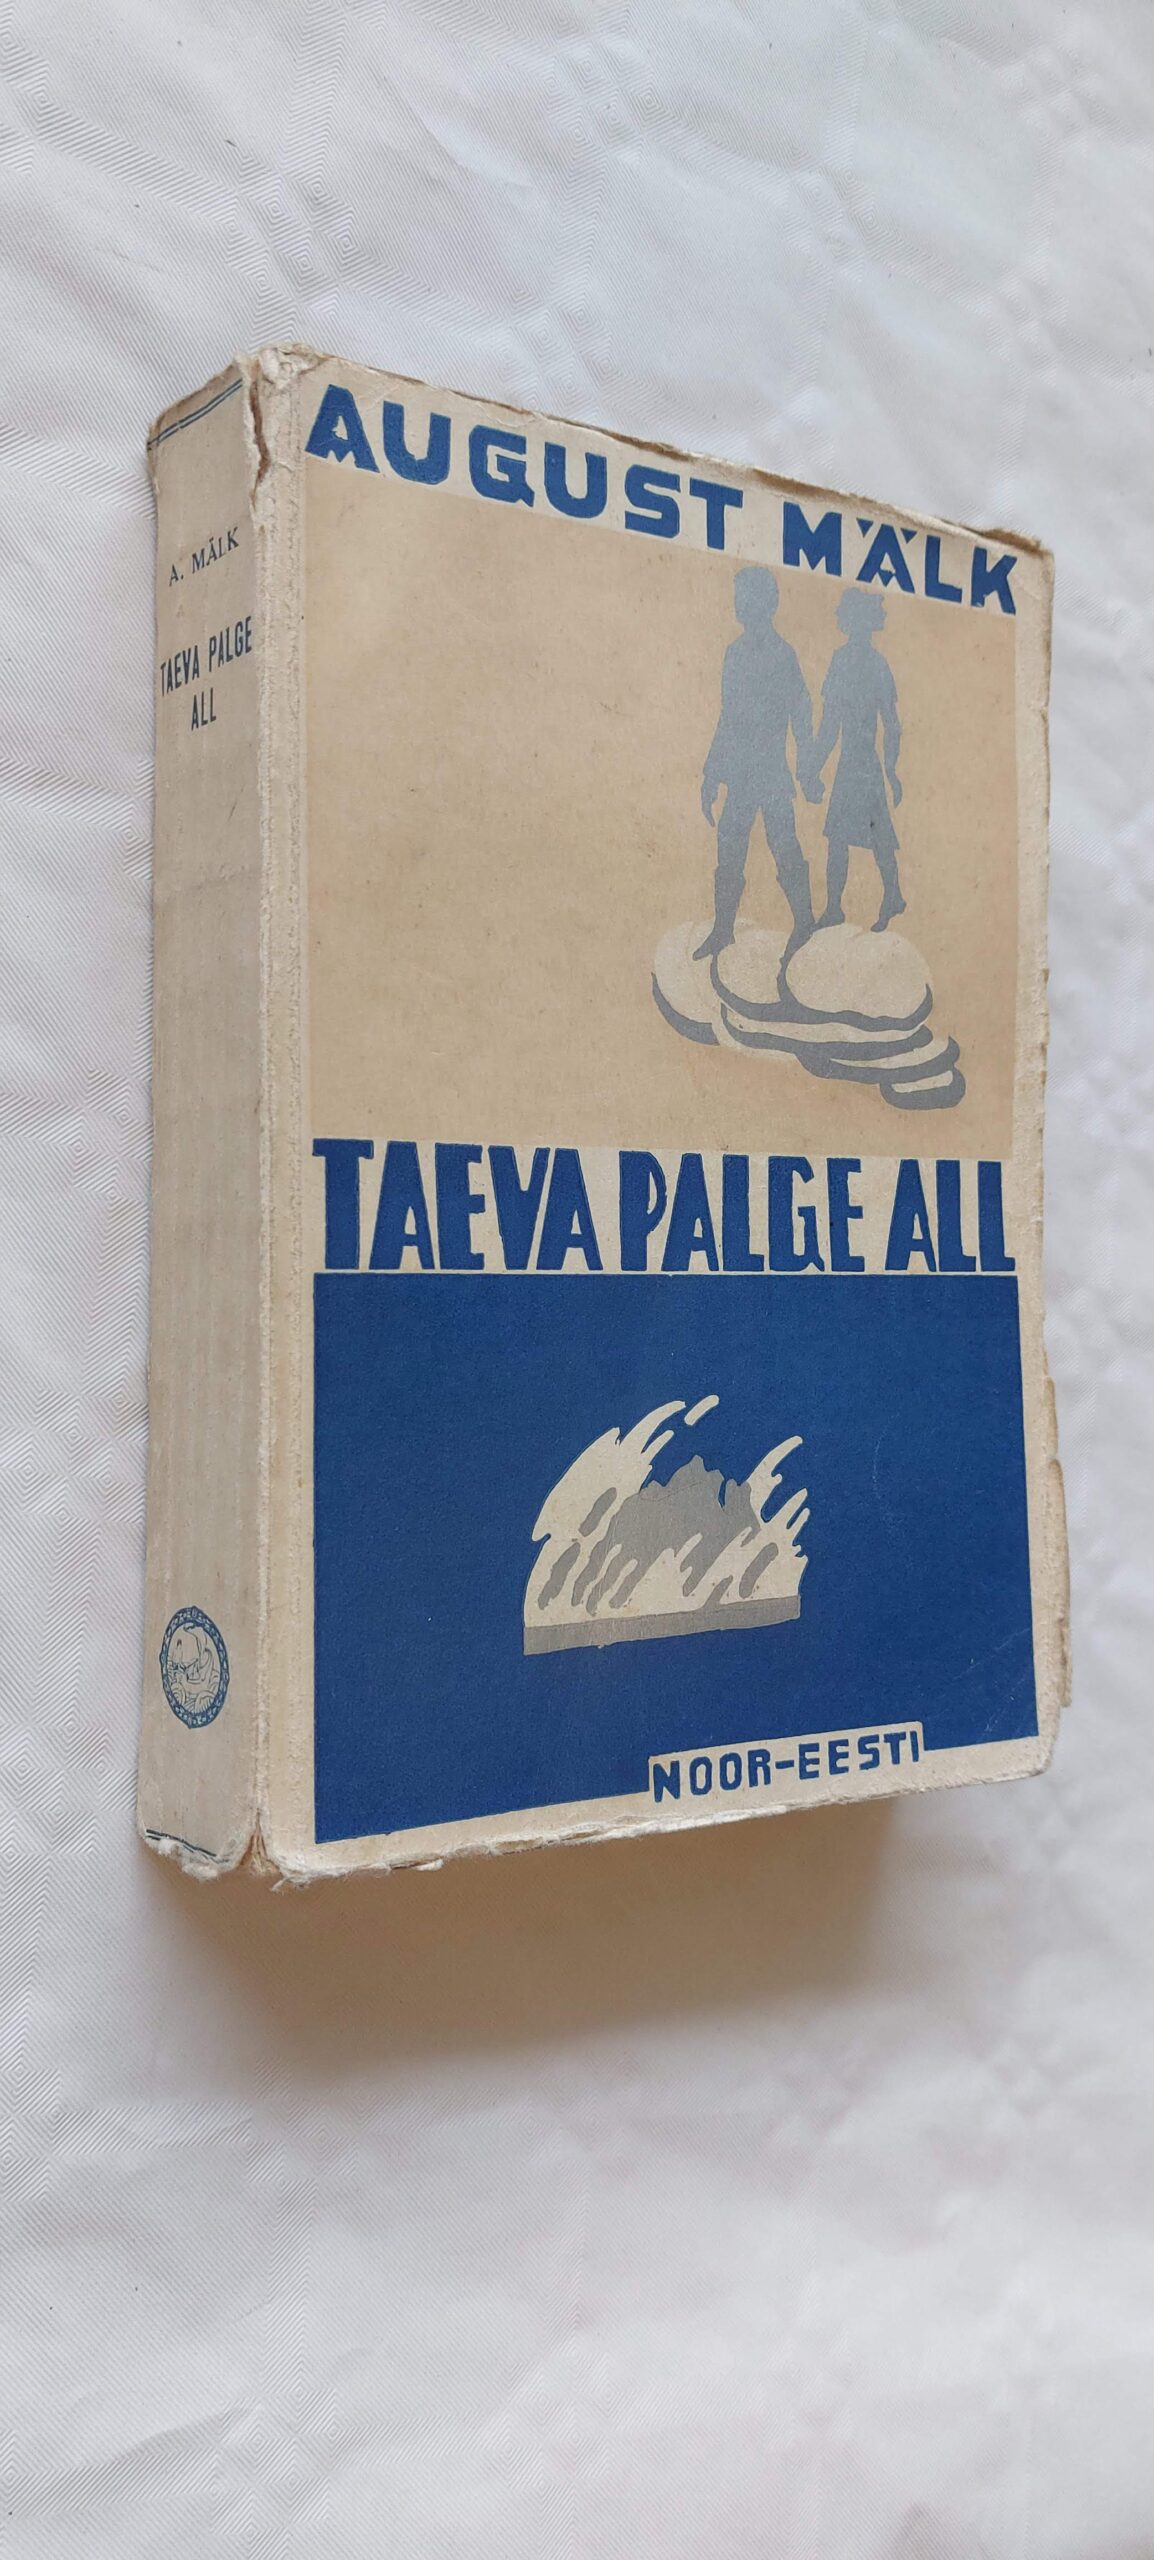 AUGUST MÄLK
TAEVA PALGE ALL
NOOR-EESTI
A. MÄLK
TAEVA PALGE
ALL